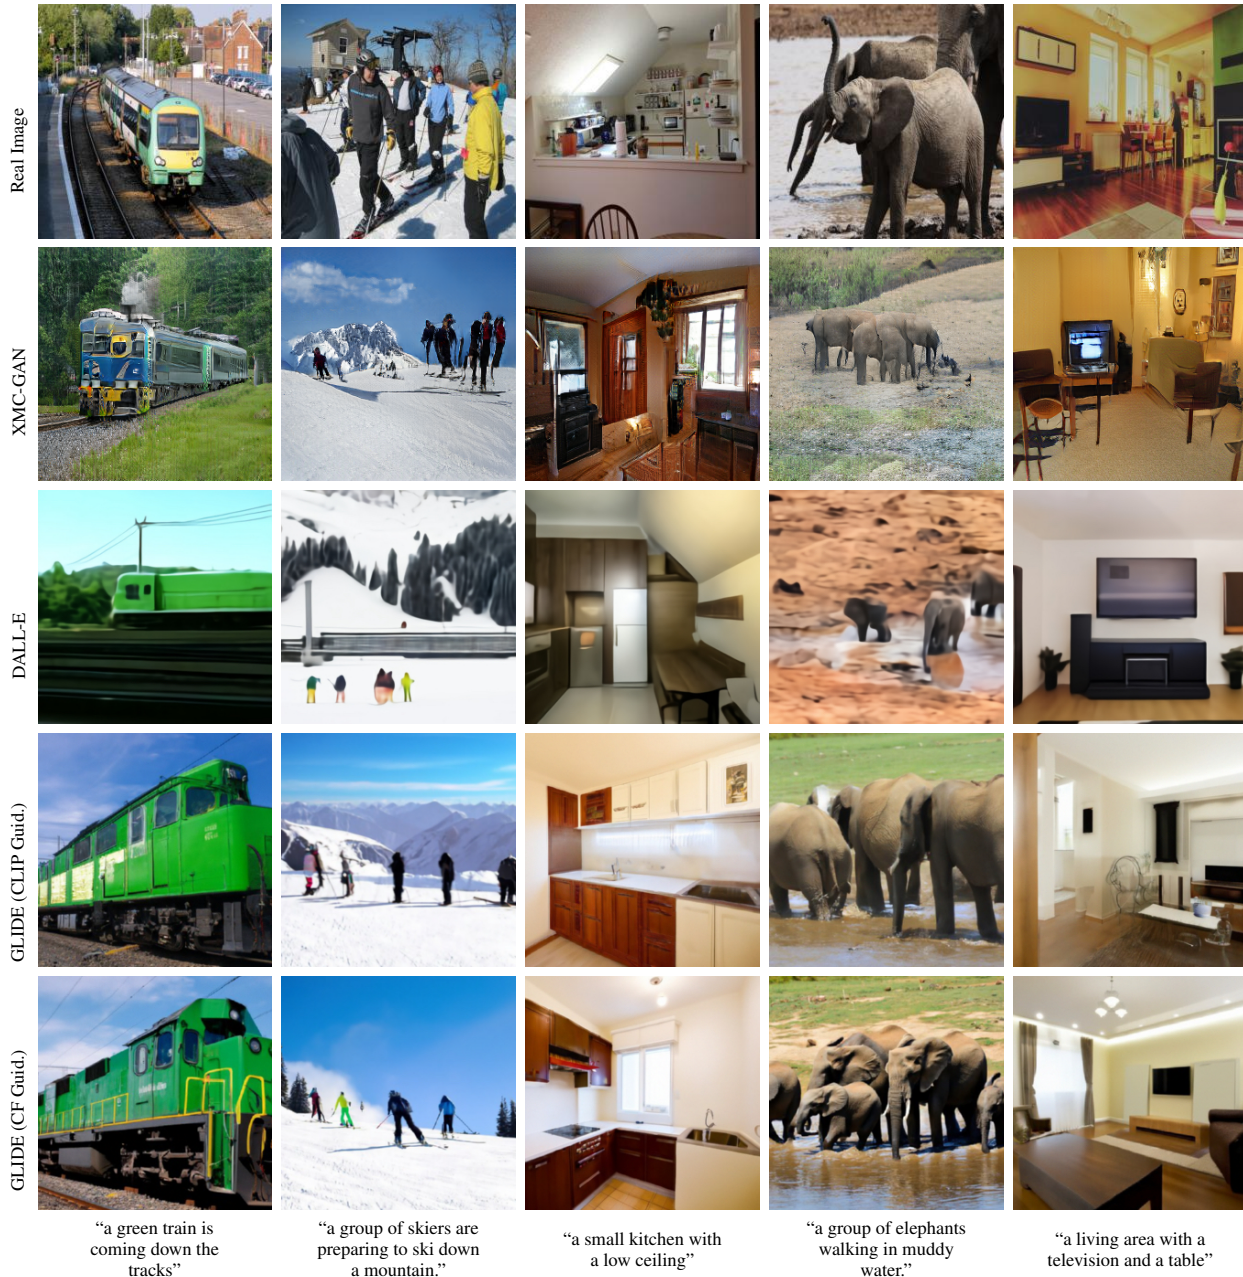 Real Image
XMC-GAN
DALL-E
GLIDE (CLIP Guid.)
GLIDE (CF Guid.)
“a green train is
coming down the
tracks”
“a group of skiers are
preparing to ski down
a mountain.”
“a small kitchen with
a low ceiling”
“a group of elephants
walking in muddy
water.”
“a living area with a
television and a table”